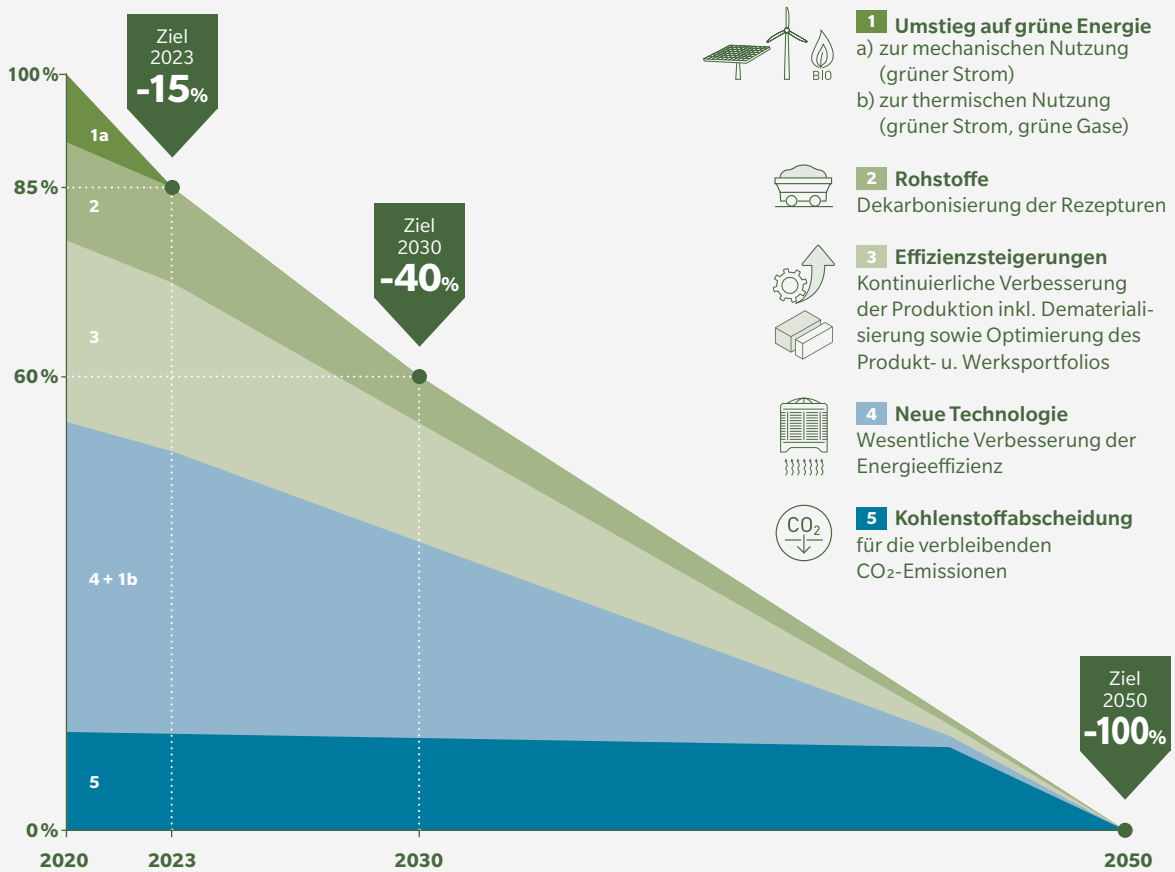 100%
85%
60%
0%
2020
2023
2030
2050
1a
2
3
4 + 1b
5
Ziel
2023
-15%
Ziel
2030
-40%
Ziel
2050
-100%
BIO
1 Umstieg auf grüne Energie
a) zur mechanischen Nutzung
(grüner Strom)
b) zur thermischen Nutzung
(grüner Strom, grüne Gase)
2 Rohstoffe
Dekarbonisierung der Rezepturen
3 Effizienzsteigerungen
Kontinuierliche Verbesserung
der Produktion inkl. Demateriali-
sierung sowie Optimierung des
Produkt- u. Werksportfolios
4 Neue Technologie
Wesentliche Verbesserung der
Energieeffizienz
CO₂
5 Kohlenstoffabscheidung
für die verbleibenden
CO₂-Emissionen